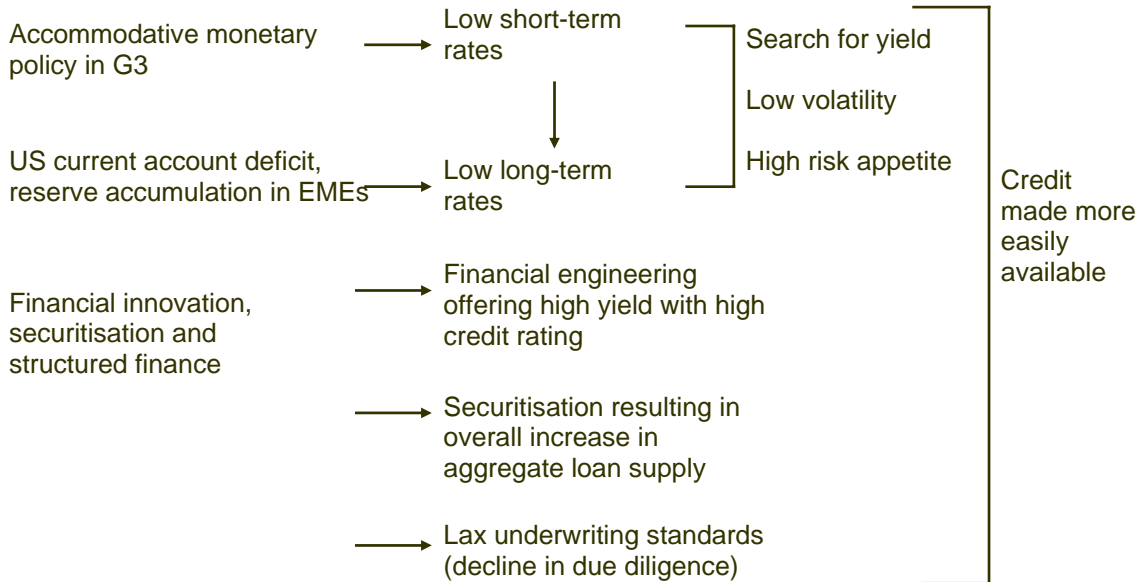 Accommodative monetary
policy in G3
Low short-term
rates
Search for yield
Low volatility
High risk appetite
US current account deficit,
reserve accumulation in EMEs
Low long-term
rates
Credit
made more
easily
available
Financial innovation,
securitisation and
structured finance
Financial engineering
offering high yield with high
credit rating
Securitisation resulting in
overall increase in
aggregate loan supply
Lax underwriting standards
(decline in due diligence)